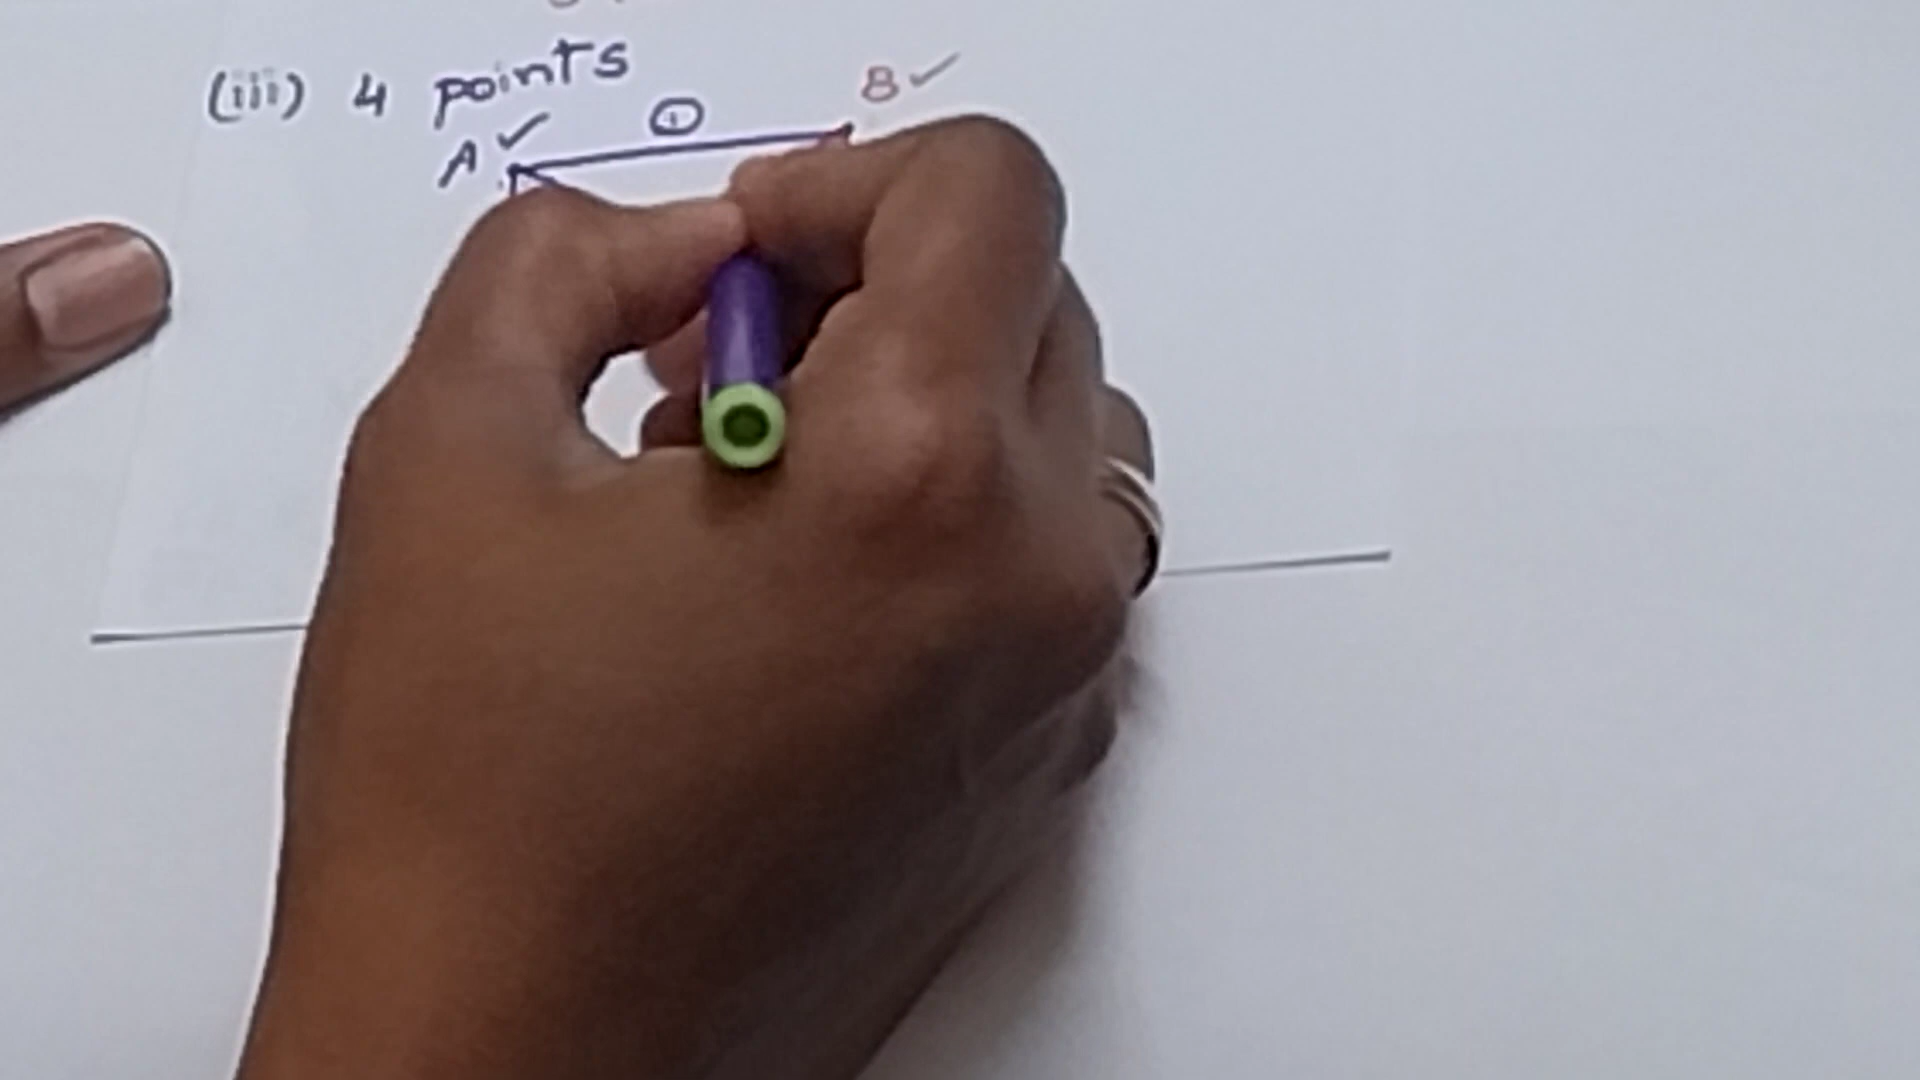 (iii) 4 points
①
A ✓
B ✓